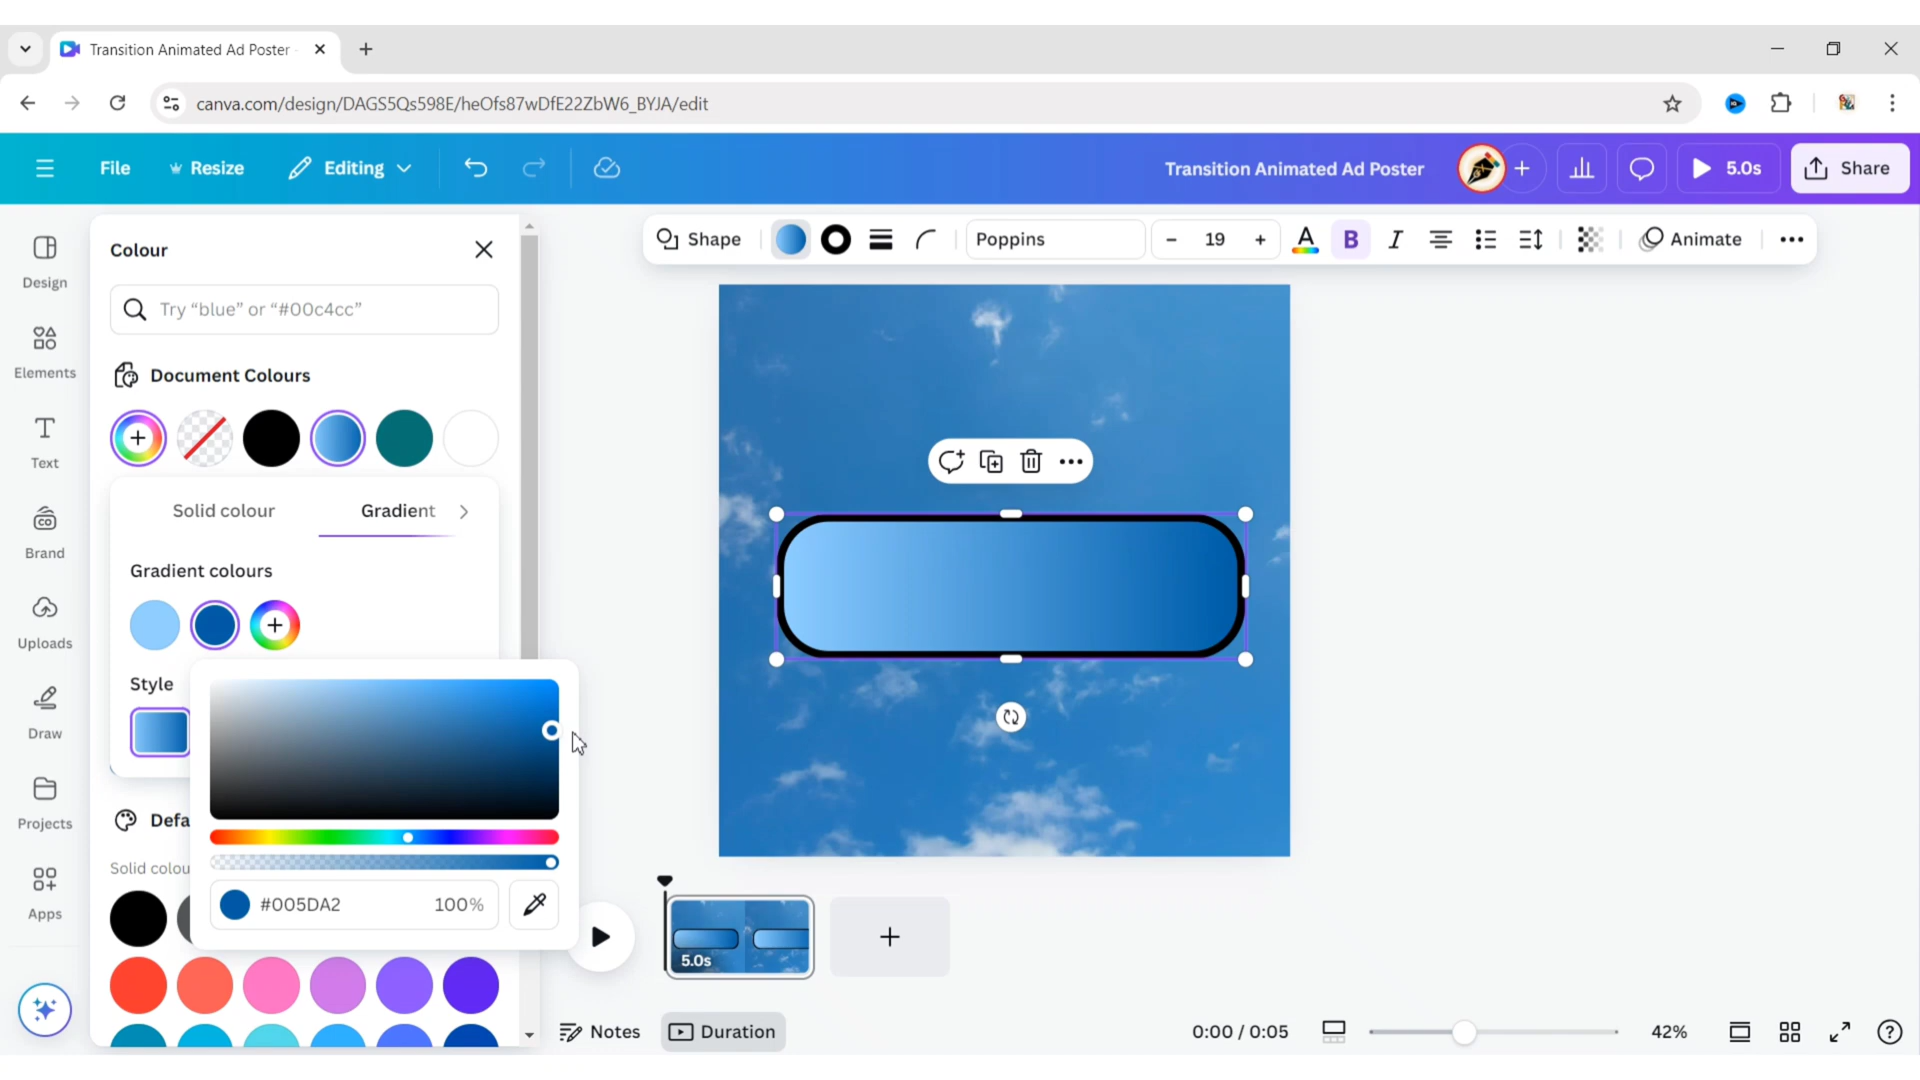 Transition Animated Ad Poster
canva.com/design/DAGS5Qs598E/heOfs87wDfE22ZbW6_BYJA/edit
File
Resize
Editing
Transition Animated Ad Poster
5.0s
Share
Design
Elements
Text
Brand
Uploads
Draw
Projects
Apps
Colour
Try “blue” or “#00c4cc”
Document Colours
Solid colour
Gradient
Gradient colours
Style
#005DA2
100%
Defa
Solid colou
Shape
Poppins
19
A
B
I
Animate
5.0s
Notes
Duration
0:00 / 0:05
42%